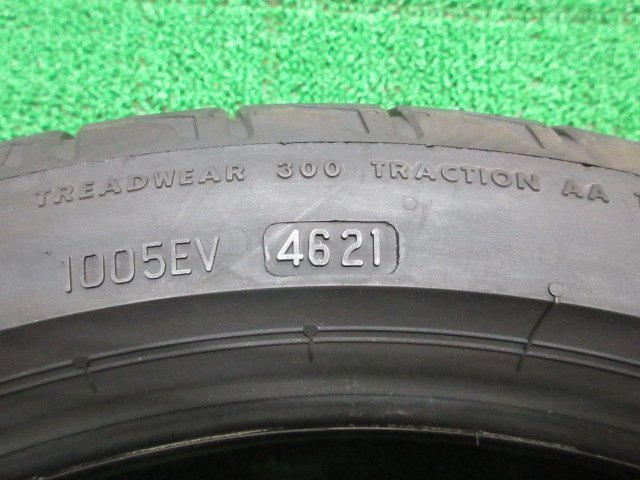 TREADWEAR 300 TRACTION AA
1005EV 4621